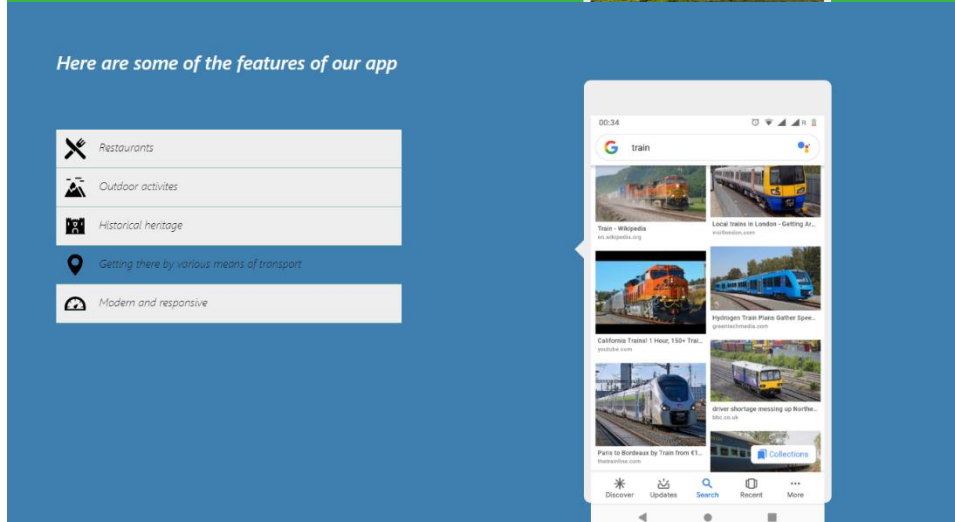 Here are some of the features of our app
Restaurants
Outdoor activites
Historical heritage
Getting there by various means of transport
Modern and responsive
00:34
R
G train
Train - Wikipedia
en.wikipedia.org
Local trains in London - Getting Ar...
visitlondon.com
California Trains! 1 Hour, 150+ Trai...
youtube.com
Hydrogen Train Plans Gather Spee...
greentechmedia.com
driver shortage messing up Northe...
bbc.co.uk
Paris to Bordeaux by Train from €1...
thetrainline.com
Collections
Discover Updates Search Recent More